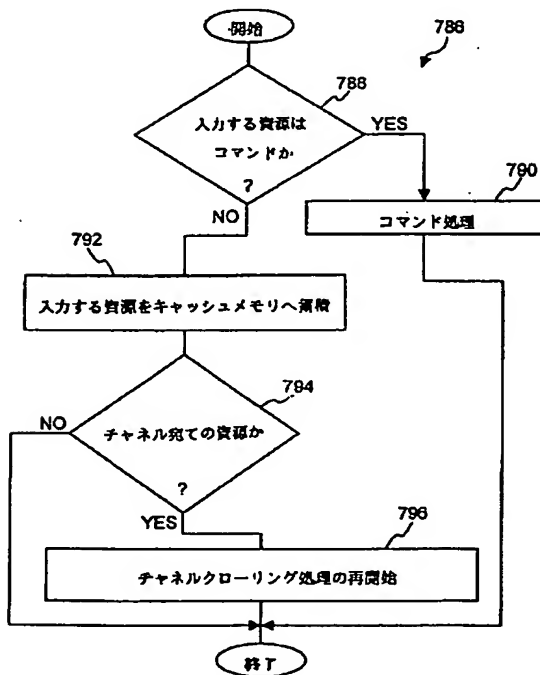 開始
786
788
入力する資源は
コマンドか
?
YES
NO
790
コマンド処理
792
入力する資源をキャッシュメモリへ蓄積
794
NO
チャネル宛ての資源か
?
YES
796
チャネルクローリング処理の再開始
終了